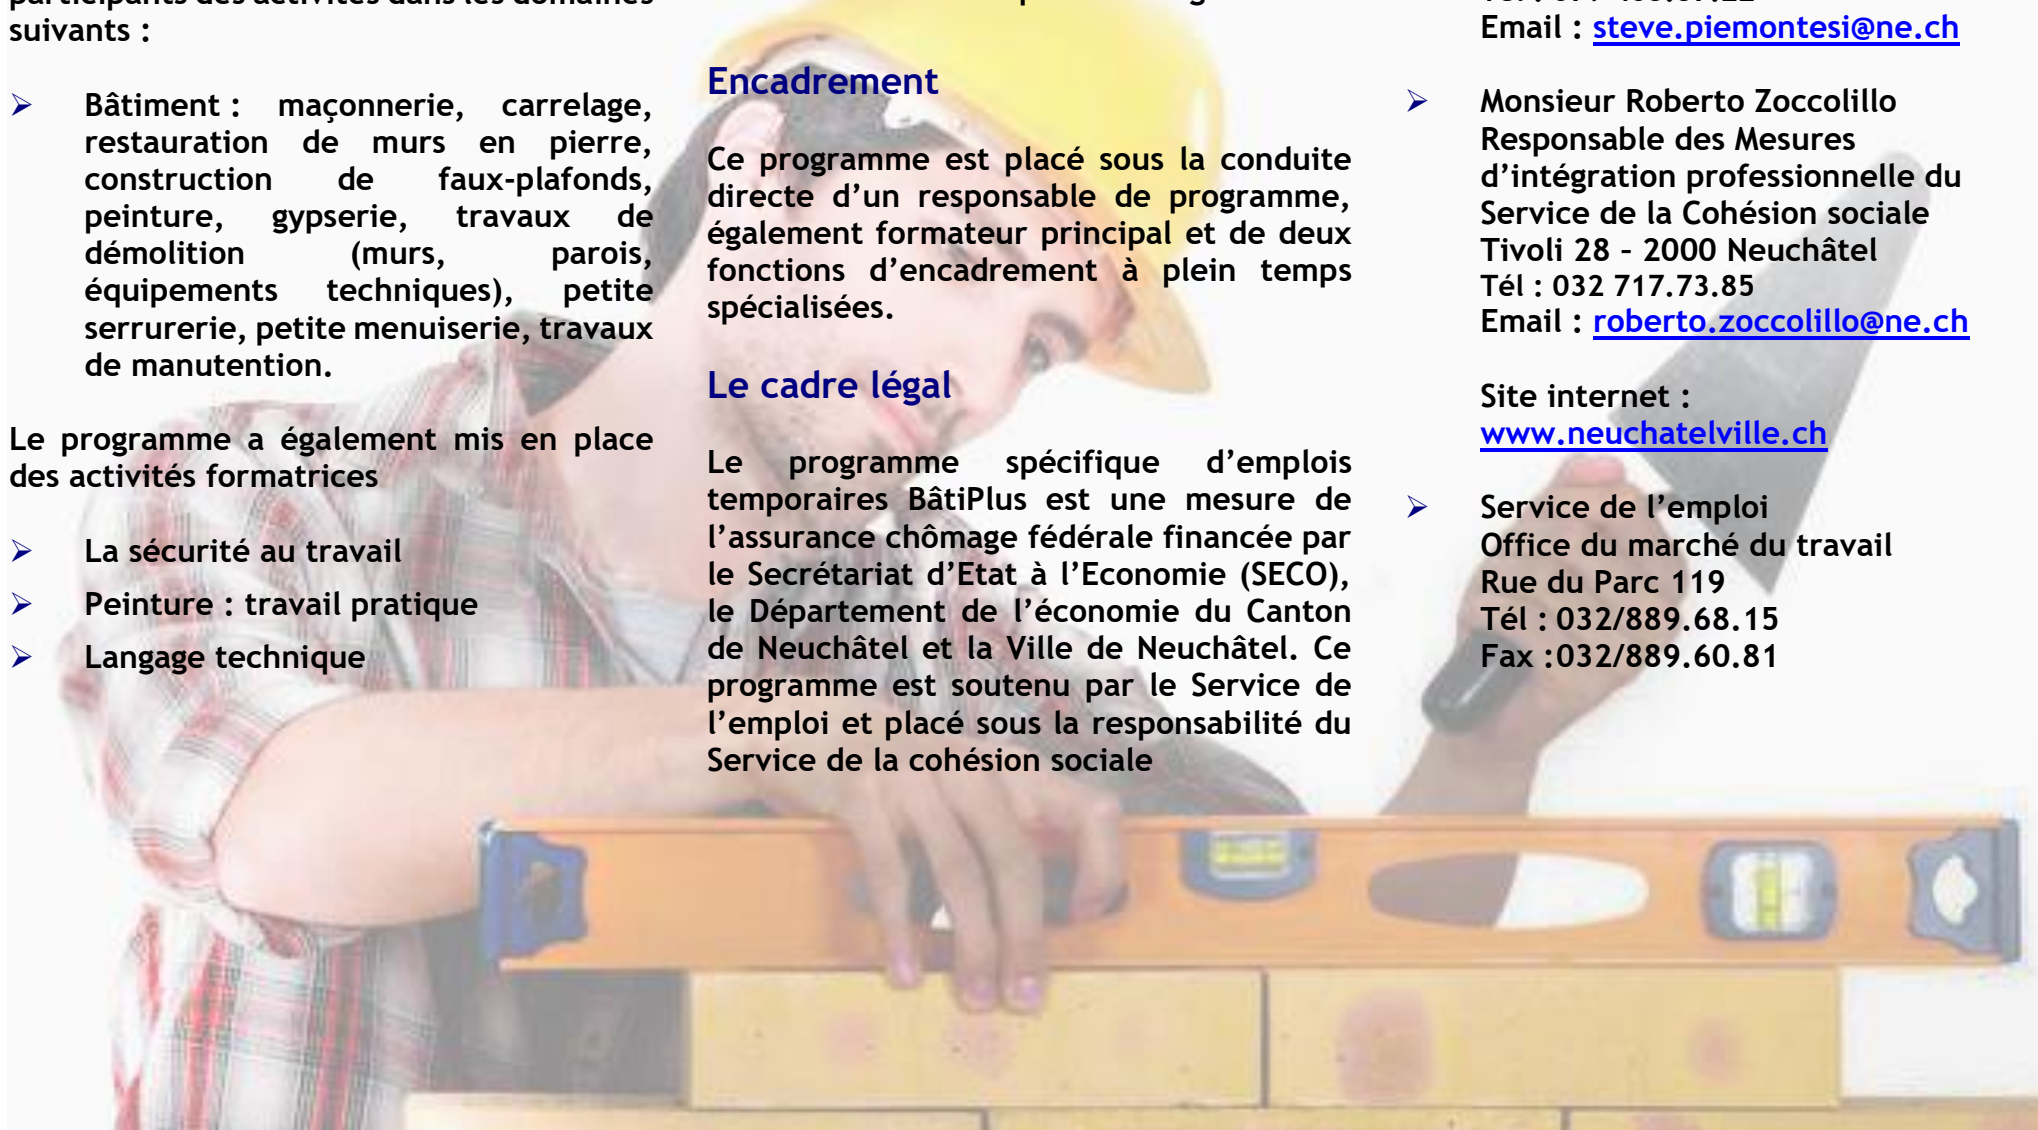 suivants :
➢ Bâtiment : maçonnerie, carrelage,
restauration de murs en pierre,
construction de faux-plafonds,
peinture, gypserie, travaux de
démolition (murs, parois,
équipements techniques), petite
serrurerie, petite menuiserie, travaux
de manutention.
Le programme a également mis en place
des activités formatrices
➢ La sécurité au travail
➢ Peinture : travail pratique
➢ Langage technique
Encadrement
Ce programme est placé sous la conduite
directe d’un responsable de programme,
également formateur principal et de deux
fonctions d’encadrement à plein temps
spécialisées.
Le cadre légal
Le programme spécifique d’emplois
temporaires BâtiPlus est une mesure de
l’assurance chômage fédérale financée par
le Secrétariat d’Etat à l’Economie (SECO),
le Département de l’économie du Canton
de Neuchâtel et la Ville de Neuchâtel. Ce
programme est soutenu par le Service de
l’emploi et placé sous la responsabilité du
Service de la cohésion sociale
Email : steve.piemontesi@ne.ch
➢ Monsieur Roberto Zoccolillo
Responsable des Mesures
d’intégration professionnelle du
Service de la Cohésion sociale
Tivoli 28 – 2000 Neuchâtel
Tél : 032 717.73.85
Email : roberto.zoccolillo@ne.ch
Site internet :
www.neuchatelville.ch
➢ Service de l’emploi
Office du marché du travail
Rue du Parc 119
Tél : 032/889.68.15
Fax :032/889.60.81